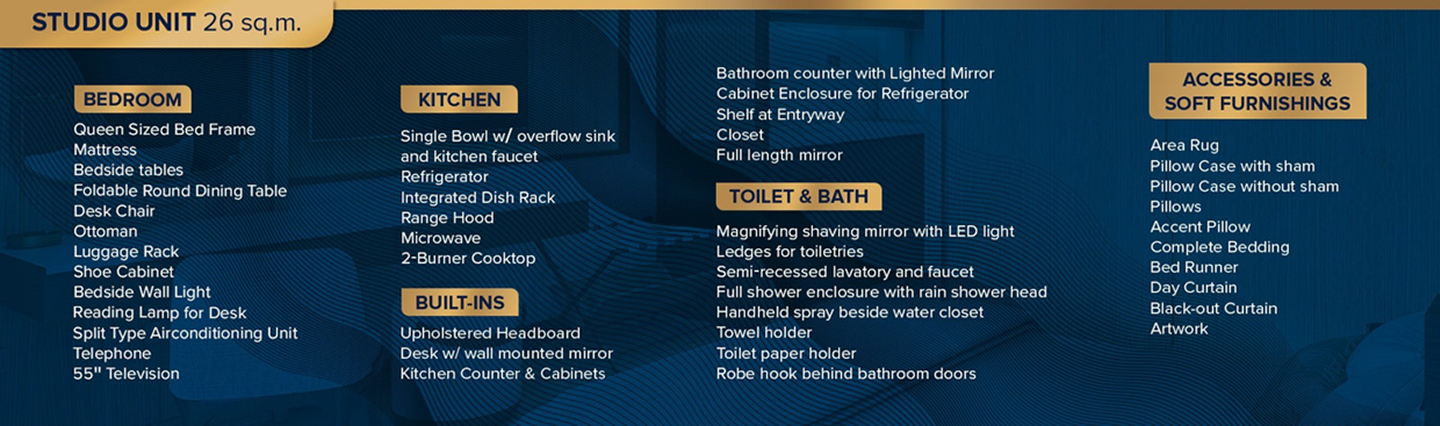 STUDIO UNIT 26 sq.m.
BEDROOM
Queen Sized Bed Frame
Mattress
Bedside tables
Foldable Round Dining Table
Desk Chair
Ottoman
Luggage Rack
Shoe Cabinet
Bedside Wall Light
Reading Lamp for Desk
Split Type Airconditioning Unit
Telephone
55" Television
KITCHEN
Single Bowl w/ overflow sink
and kitchen faucet
Refrigerator
Integrated Dish Rack
Range Hood
Microwave
2-Burner Cooktop
BUILT-INS
Upholstered Headboard
Desk w/ wall mounted mirror
Kitchen Counter & Cabinets
Bathroom counter with Lighted Mirror
Cabinet Enclosure for Refrigerator
Shelf at Entryway
Closet
Full length mirror
TOILET & BATH
Magnifying shaving mirror with LED light
Ledges for toiletries
Semi-recessed lavatory and faucet
Full shower enclosure with rain shower head
Handheld spray beside water closet
Towel holder
Toilet paper holder
Robe hook behind bathroom doors
ACCESSORIES &
SOFT FURNISHINGS
Area Rug
Pillow Case with sham
Pillow Case without sham
Pillows
Accent Pillow
Complete Bedding
Bed Runner
Day Curtain
Black-out Curtain
Artwork